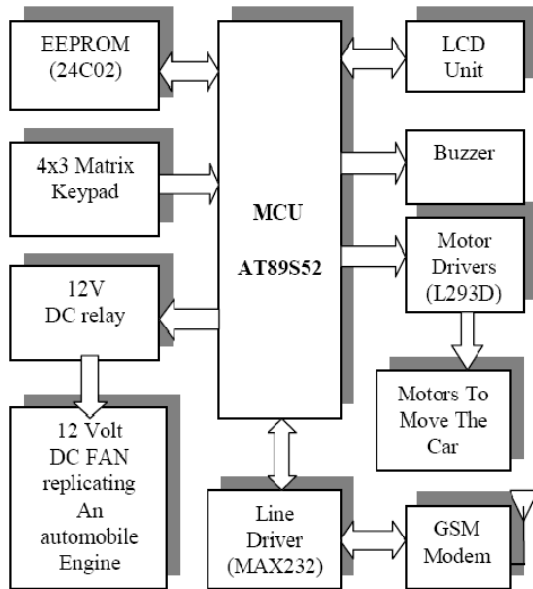 EEPROM
(24C02)
4x3 Matrix
Keypad
12V
DC relay
12 Volt
DC FAN
replicating
An
automobile
Engine
MCU
AT89S52
Line
Driver
(MAX232)
LCD
Unit
Buzzer
Motor
Drivers
(L293D)
Motors To
Move The
Car
GSM
Modem